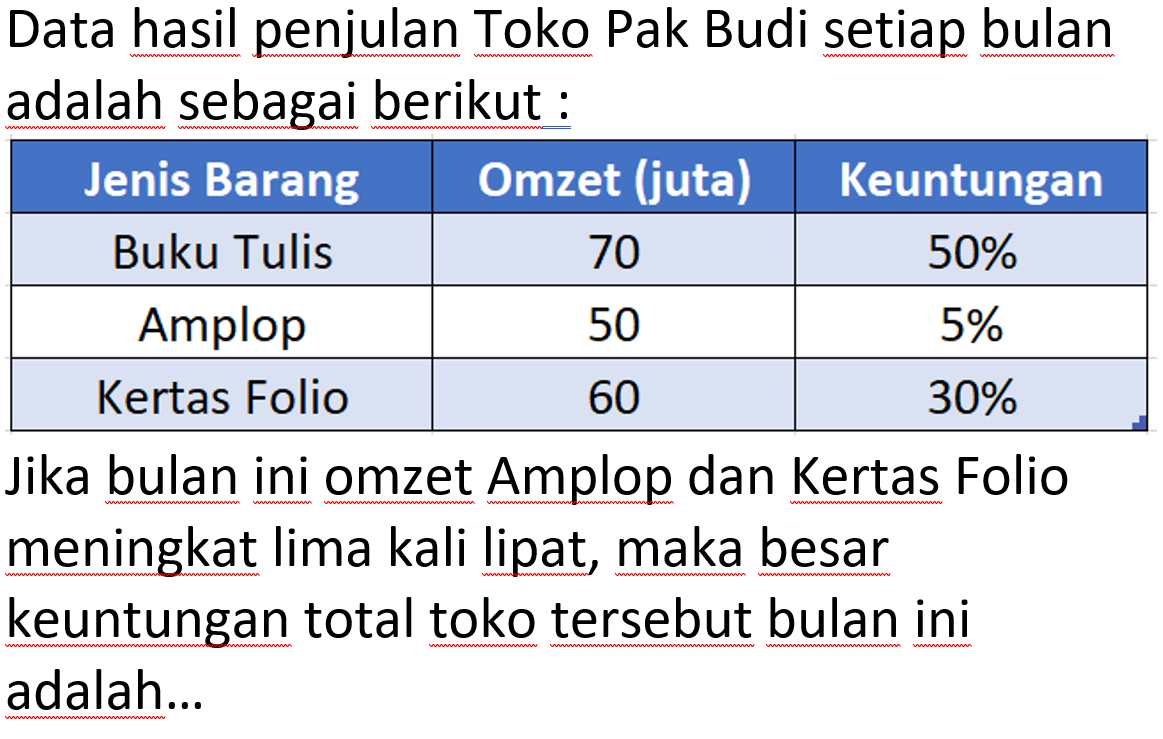 Data hasil penjulan Toko Pak Budi setiap bulan
adalah sebagai berikut :
Jenis Barang Omzet (juta) Keuntungan
Buku Tulis 70 50%
Amplop 50 5%
Kertas Folio 60 30%
Jika bulan ini omzet Amplop dan Kertas Folio
meningkat lima kali lipat, maka besar
keuntungan total toko tersebut bulan ini
adalah...